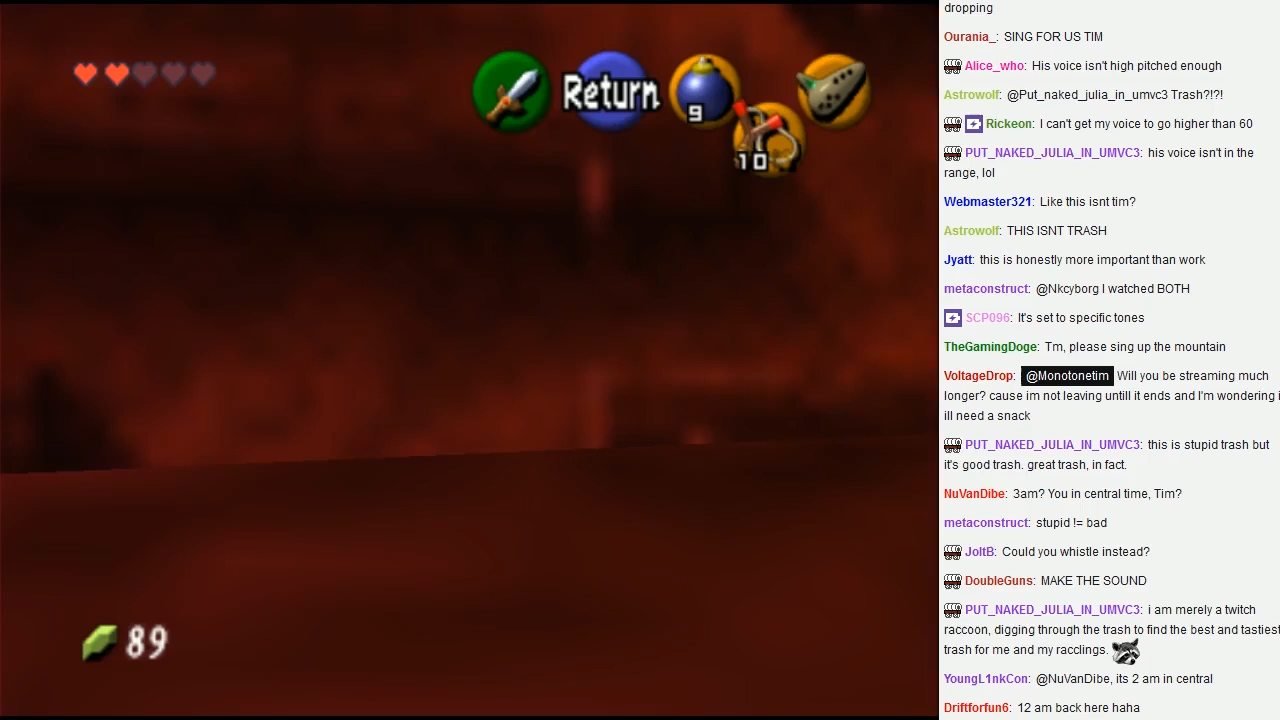 Return
9
10
89
dropping
Ourania_: SING FOR US TIM
Alice_who: His voice isn't high pitched enough
Astrowolf: @Put_naked_julia_in_umvc3 Trash?!?!
Rickeon: I can't get my voice to go higher than 60
PUT_NAKED_JULIA_IN_UMVC3: his voice isn't in the
range, lol
Webmaster321: Like this isnt tim?
Astrowolf: THIS ISNT TRASH
Jyatt: this is honestly more important than work
metaconstruct: @Nkcyborg I watched BOTH
SCP096: It's set to specific tones
TheGamingDoge: Tm, please sing up the mountain
VoltageDrop: @Monotonetim Will you be streaming much
longer? cause im not leaving untill it ends and I'm wondering i
ill need a snack
PUT_NAKED_JULIA_IN_UMVC3: this is stupid trash but
it's good trash. great trash, in fact.
NuVanDibe: 3am? You in central time, Tim?
metaconstruct: stupid != bad
JoltB: Could you whistle instead?
DoubleGuns: MAKE THE SOUND
PUT_NAKED_JULIA_IN_UMVC3: i am merely a twitch
raccoon, digging through the trash to find the best and tastiest
trash for me and my racclings.
YoungL1nkCon: @NuVanDibe, its 2 am in central
Driftforfun6: 12 am back here haha